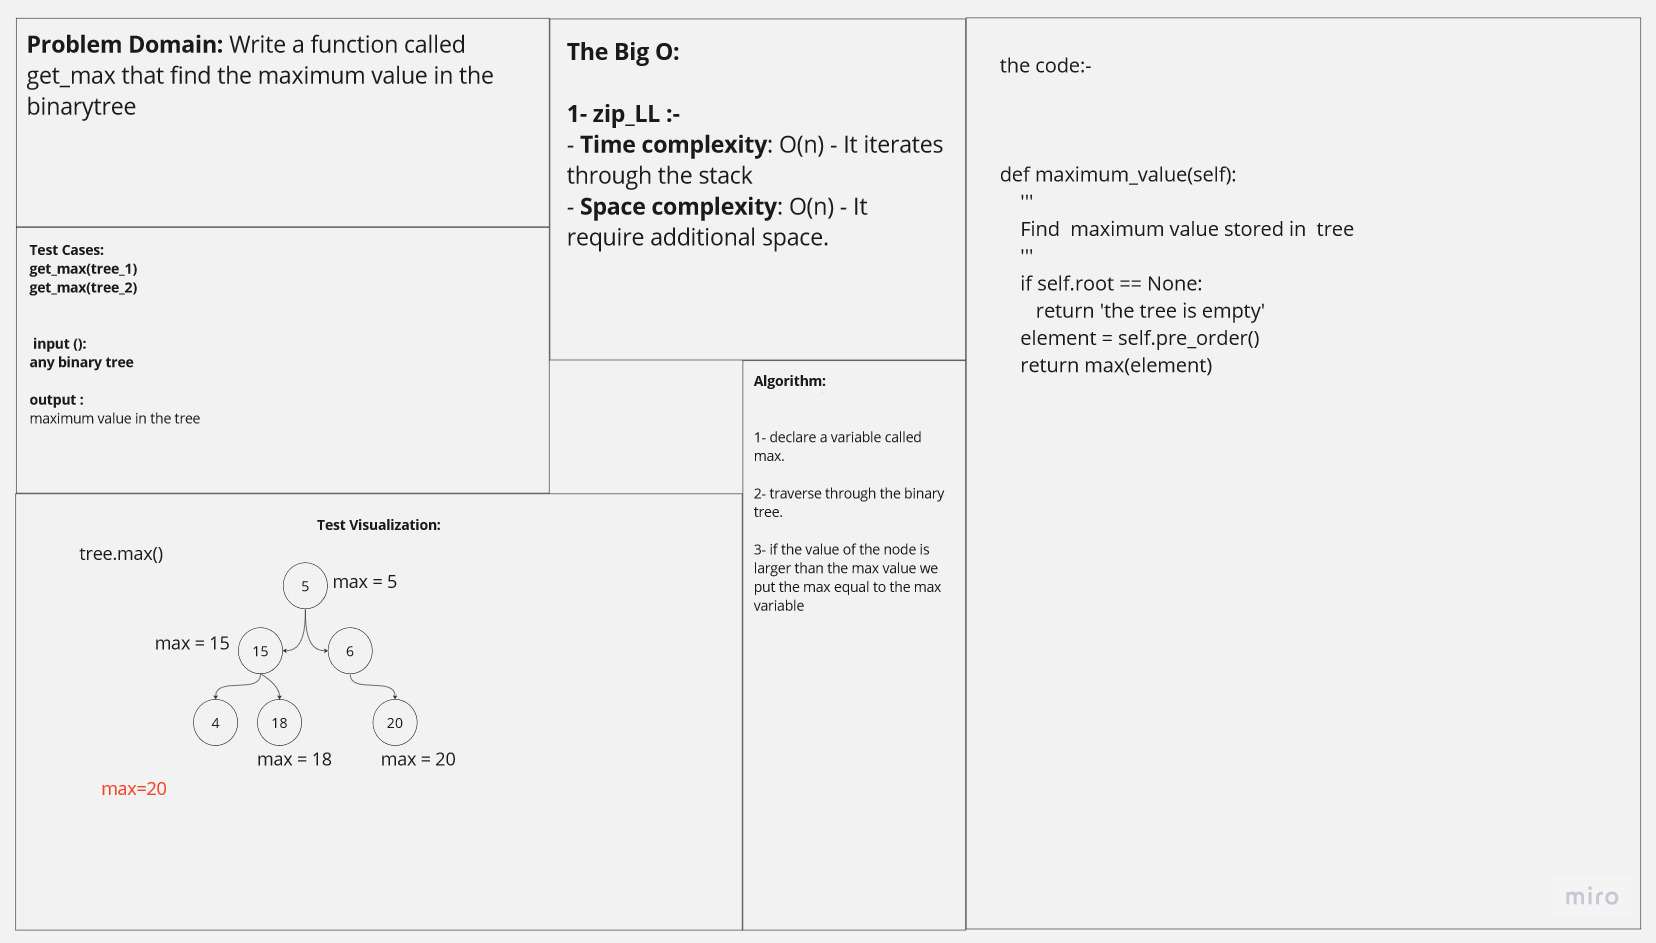 Problem Domain: Write a function called
get_max that find the maximum value in the
binarytree
Test Cases:
get_max(tree_1)
get_max(tree_2)
input ():
any binary tree
output :
maximum value in the tree
The Big O:
1- zip_LL :-
- Time complexity: O(n) - It iterates
through the stack
- Space complexity: O(n) - It
require additional space.
Test Visualization:
tree.max()
5
max = 5
max = 15
15
6
4
18
20
max = 18
max = 20
max=20
Algorithm:
1- declare a variable called
max.
2- traverse through the binary
tree.
3- if the value of the node is
larger than the max value we
put the max equal to the max
variable
the code:-
def maximum_value(self):
'''
Find  maximum value stored in  tree
'''
if self.root == None:
return 'the tree is empty'
element = self.pre_order()
return max(element)
miro